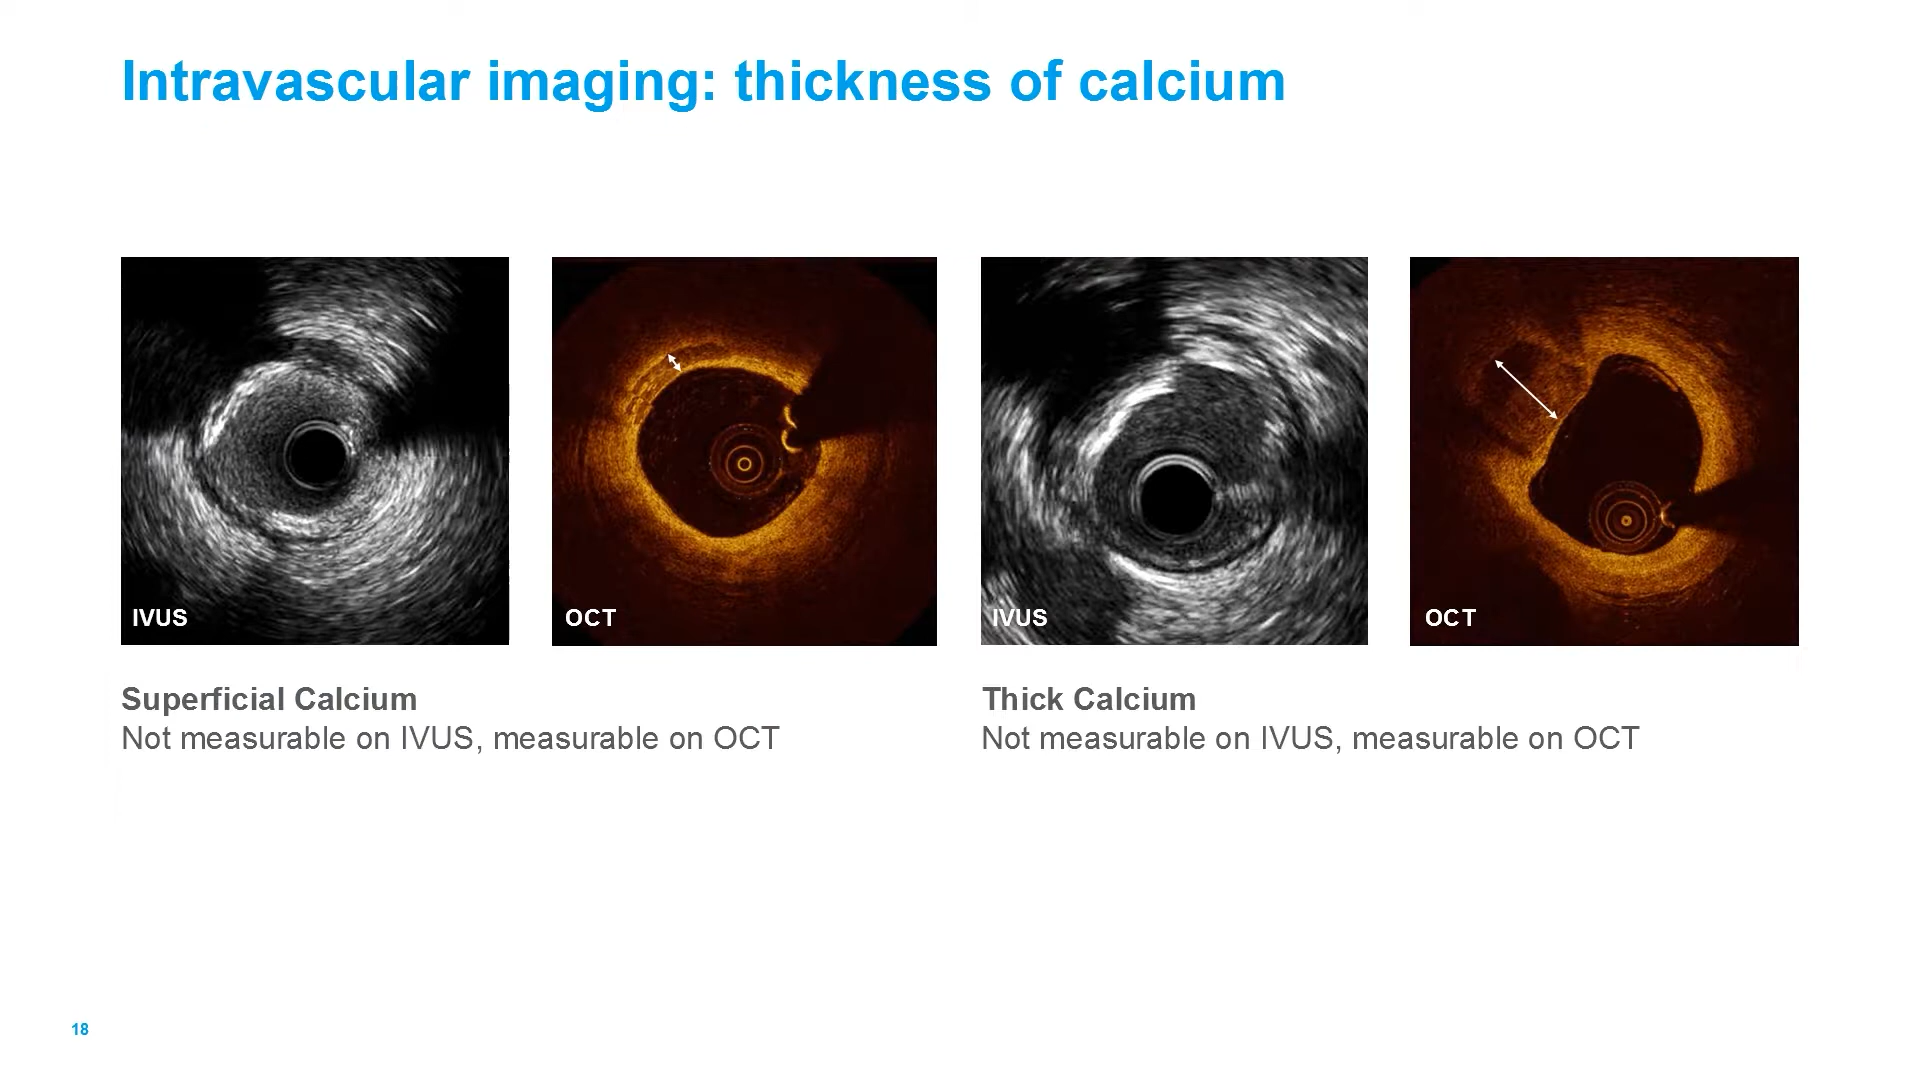 Intravascular imaging: thickness of calcium
IVUS
OCT
IVUS
OCT
Superficial Calcium
Not measurable on IVUS, measurable on OCT
Thick Calcium
Not measurable on IVUS, measurable on OCT
18